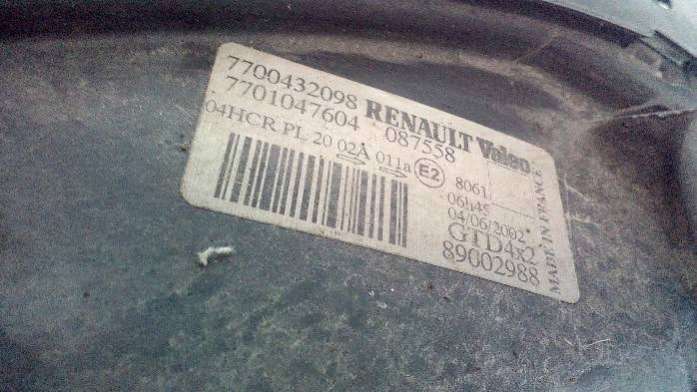 7700432098 RENAULT Valeo
7701047604 087558
04HCR PL 20 02A 011a E2 8061
06h45
04/06/2002
GTD4x2
89002988
MADE IN FRANCE